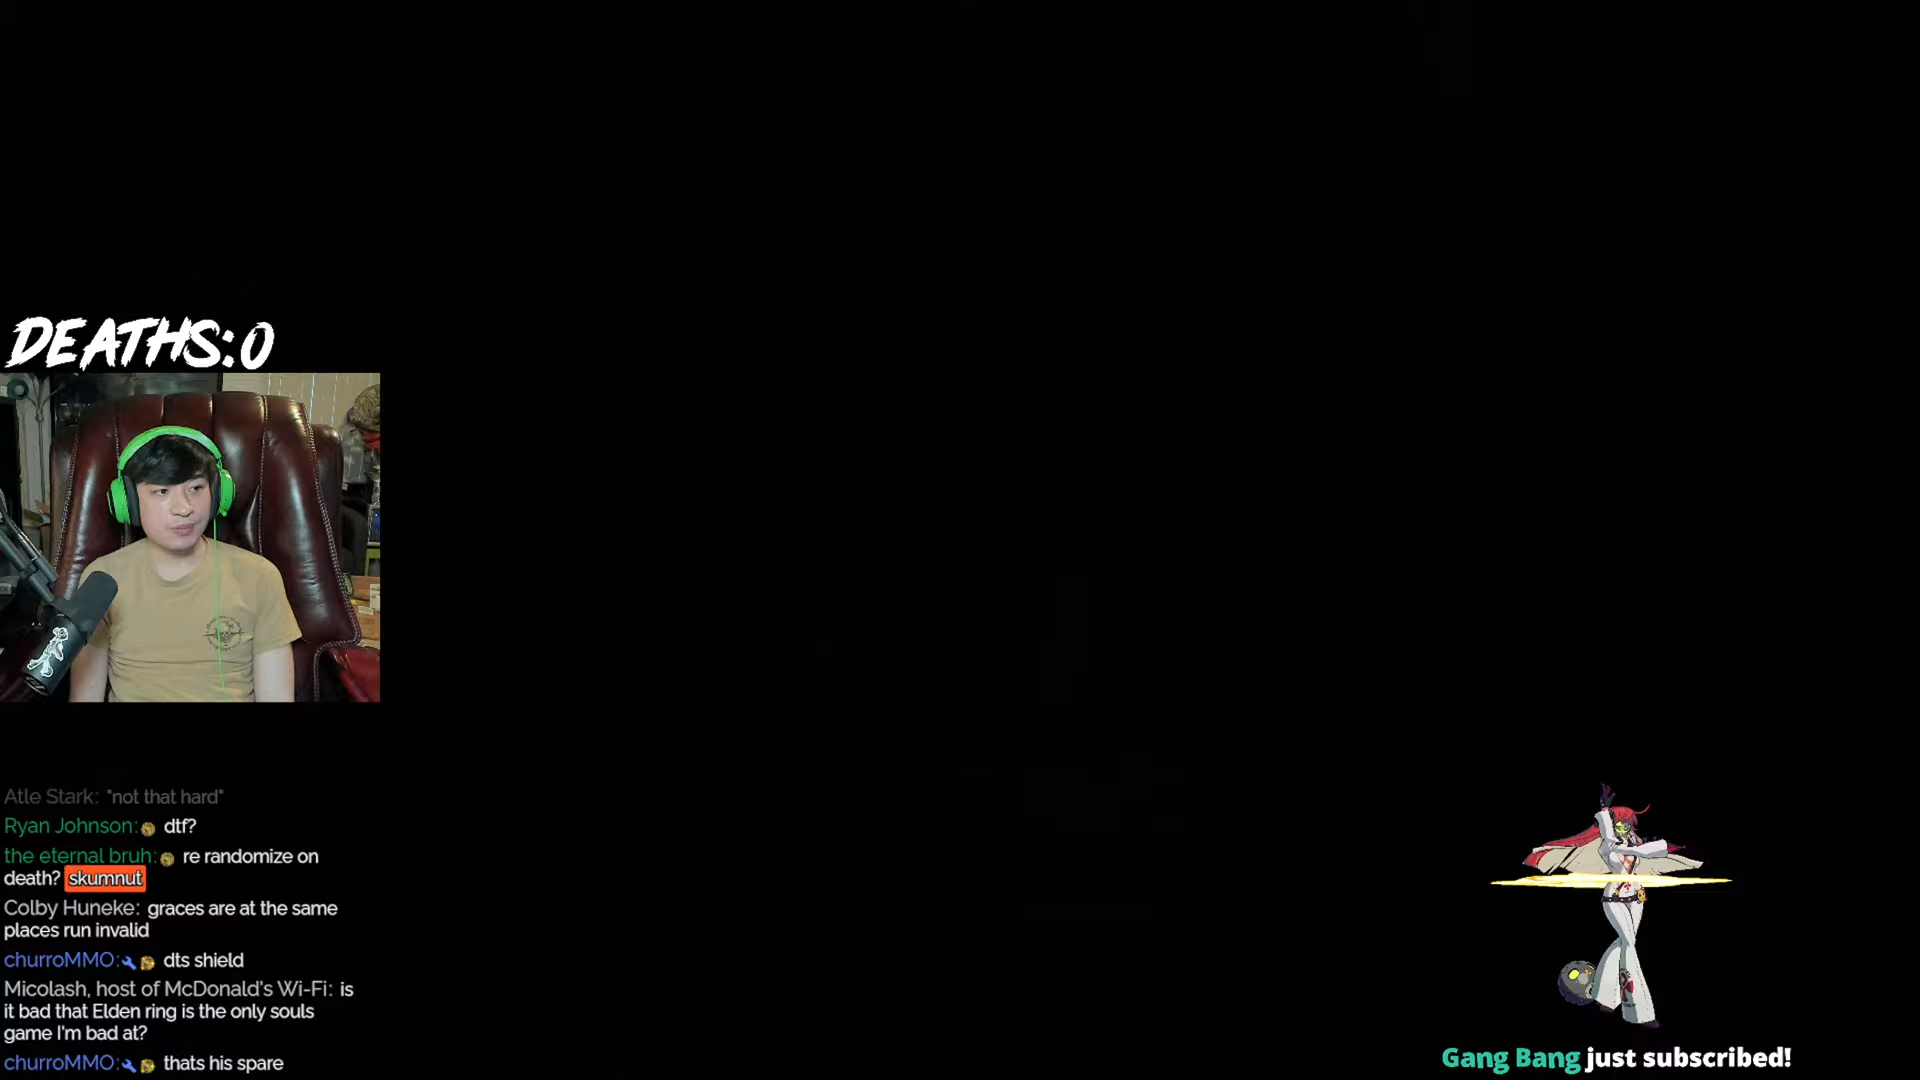 DEATHS:0
Atle Stark: "not that hard"
Ryan Johnson: dtf?
the eternal bruh: re randomize on
death? skumnut
Colby Huneke: graces are at the same
places run invalid
churroMMO: dts shield
Micolash, host of McDonald's Wi-Fi: is
it bad that Elden ring is the only souls
game I'm bad at?
churroMMO: thats his spare
Gang Bang just subscribed!